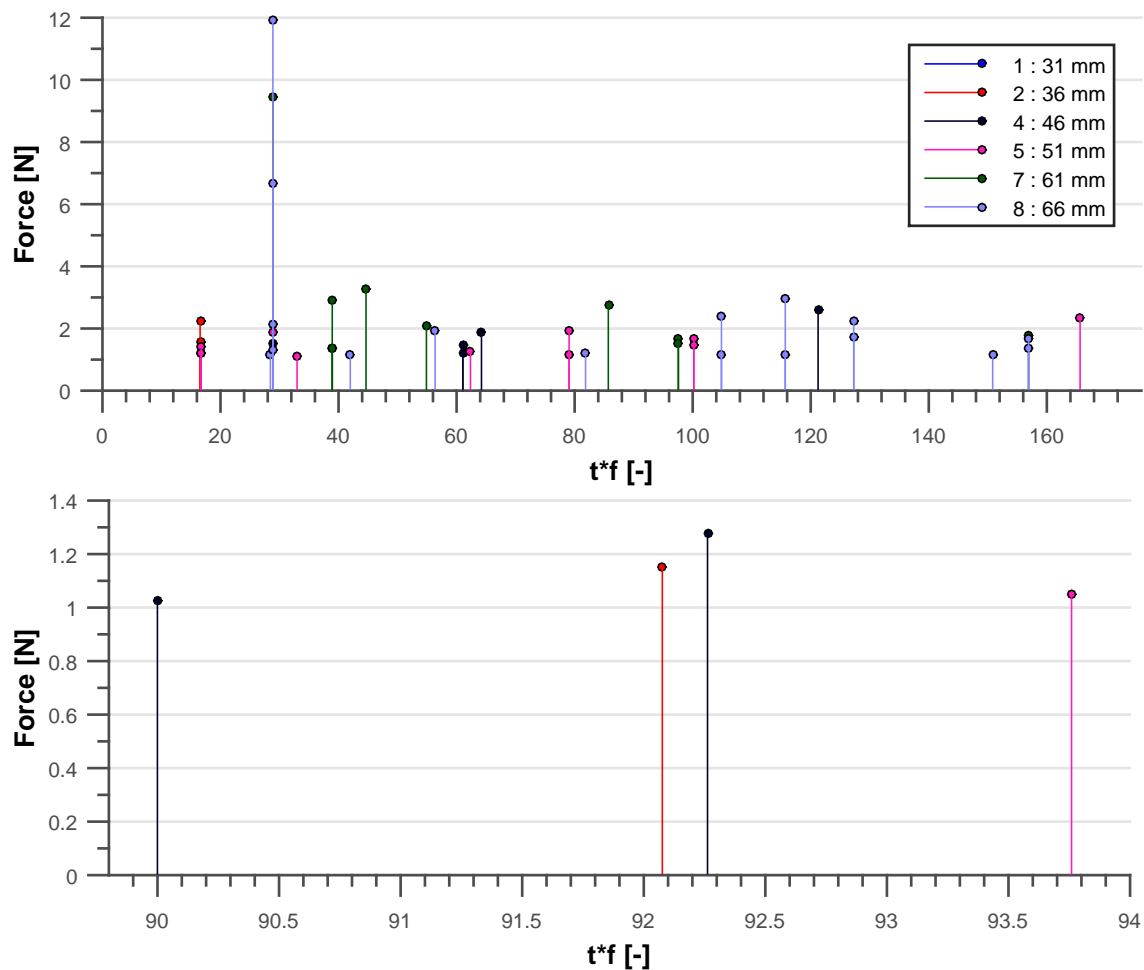 12
10
8
6
4
2
0
Force [N]
1 : 31 mm
2 : 36 mm
4 : 46 mm
5 : 51 mm
7 : 61 mm
8 : 66 mm
0 20 40 60 80 100 120 140 160
t*f [-]
1.4
1.2
1
0.8
0.6
0.4
0.2
0
Force [N]
90 90.5 91 91.5 92 92.5 93 93.5 94
t*f [-]